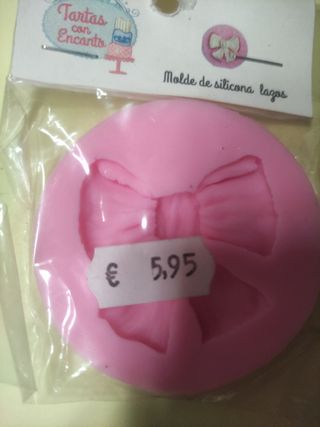 Tartas
con
Encanto
Molde de silicona lazos
€ 5,95